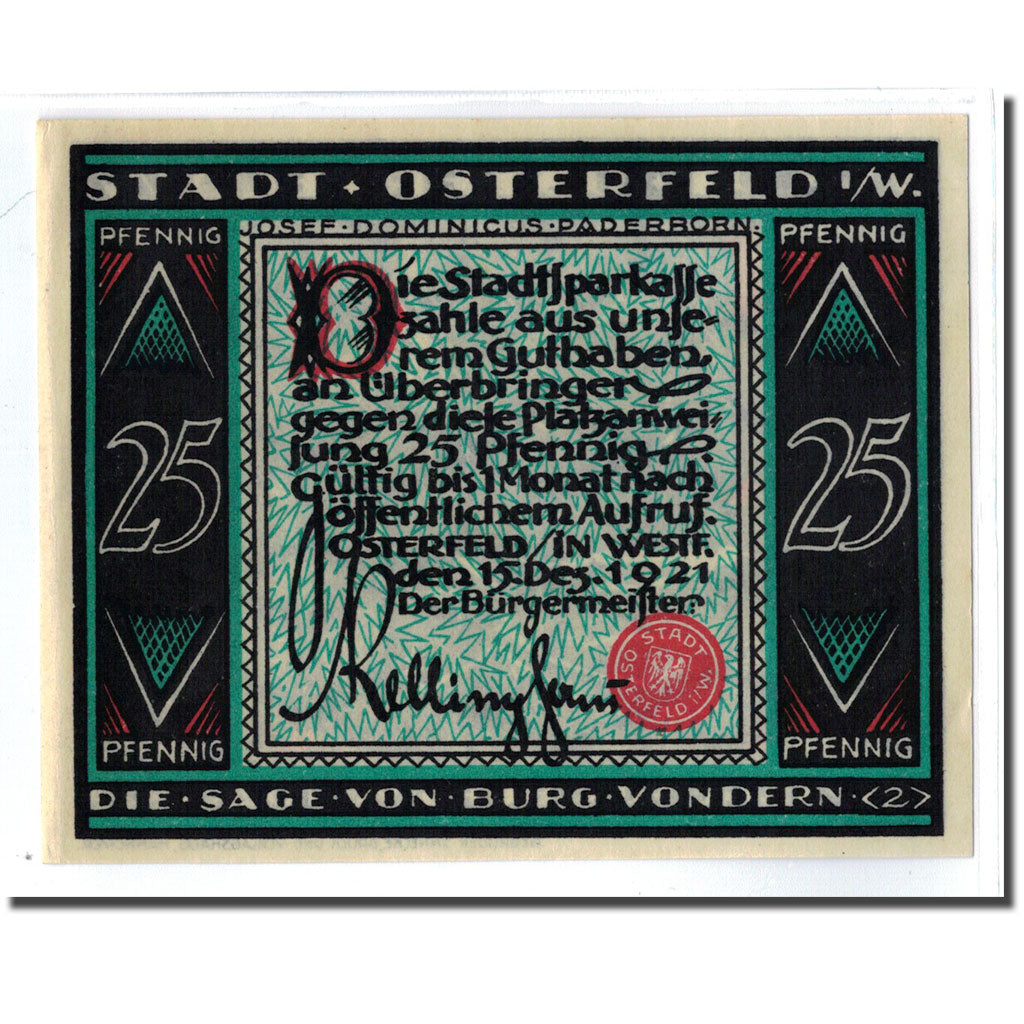 STADT · OSTERFELD I/W.
JOSEF · DOMINICUS · PADERBORN.
PFENNIG
PFENNIG
Die Stadtsparkasse
zahle aus unse-
rem Guthaben,
an Überbringer
gegen diese Platzanwei-
sung 25 Pfennig.
Gültig bis 1 Monat nach
öffentlichem Aufruf.
OSTERFELD/IN WESTF.
den 15. Dez. 1921
Der Bürgermeister:
25
25
STADT OSTERFELD i/W.
PFENNIG
PFENNIG
DIE · SAGE · VON · BURG · VONDERN · <2>